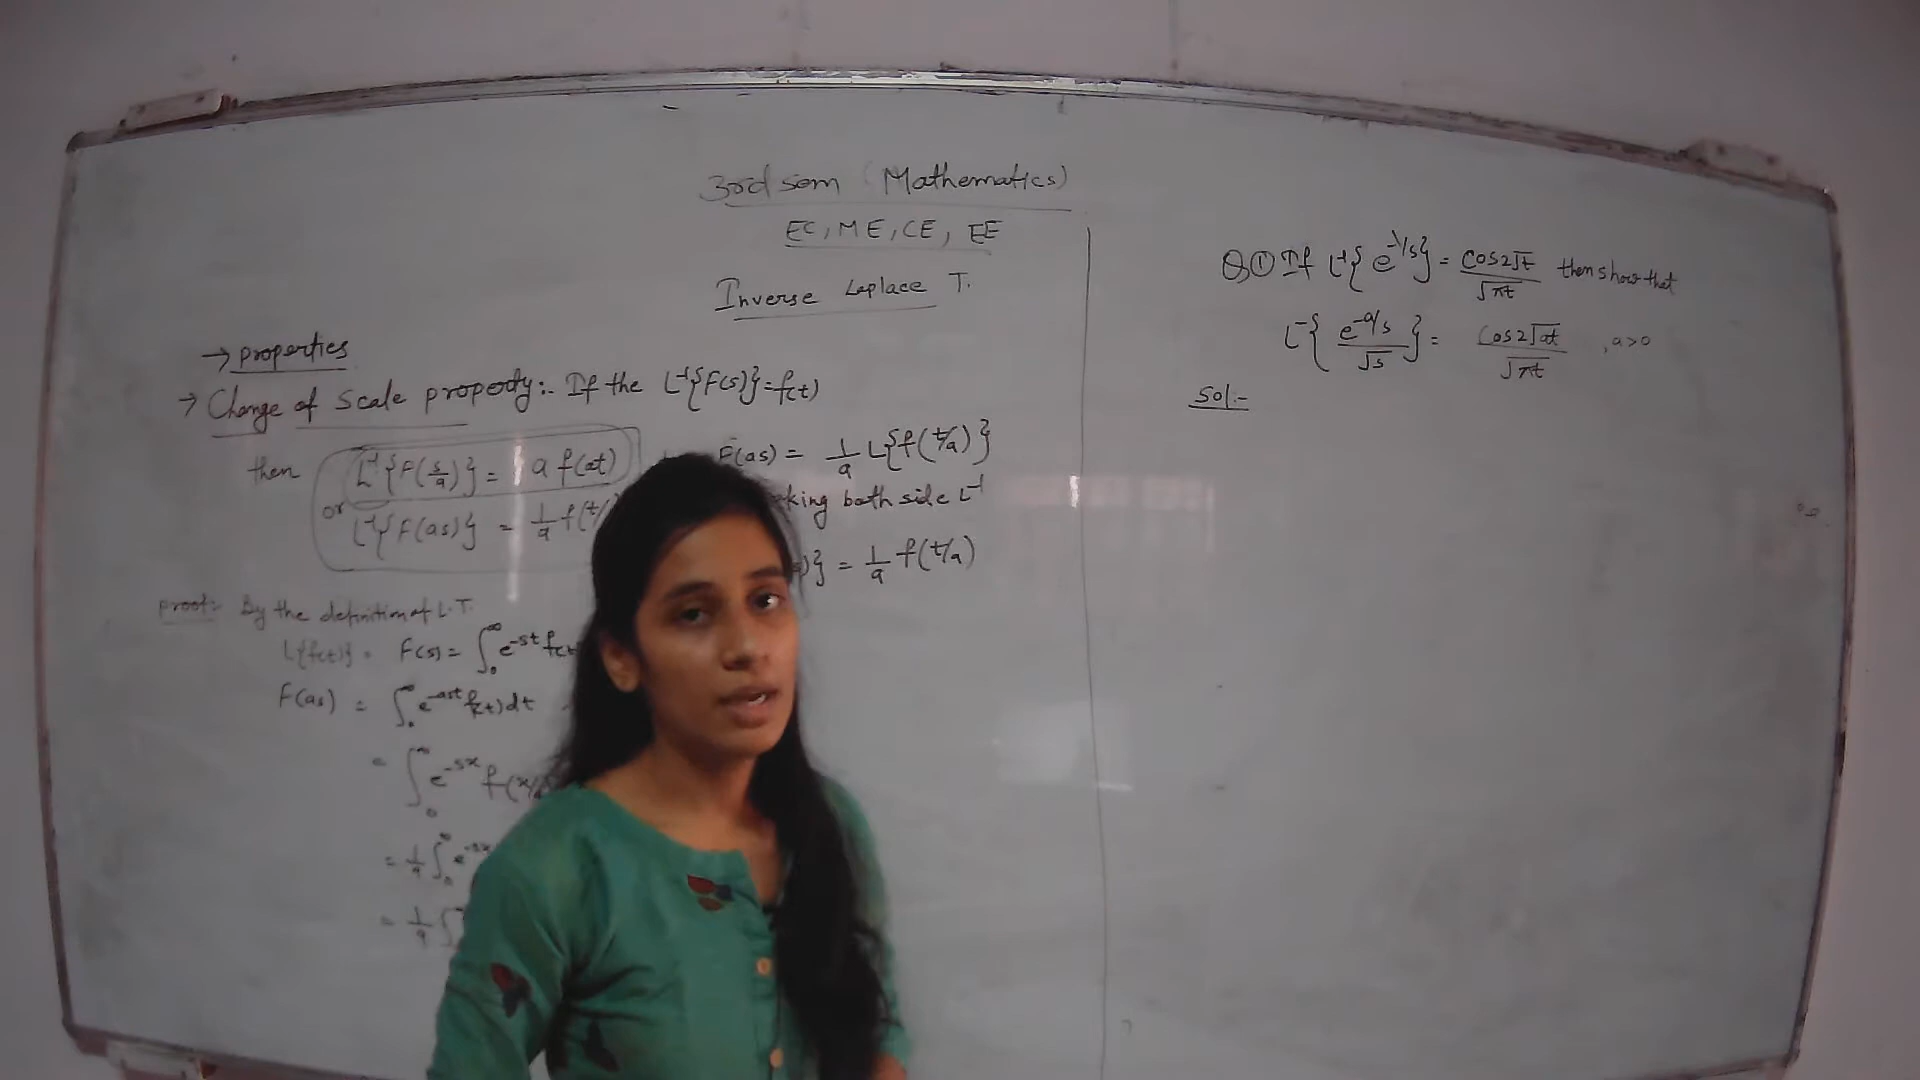 3rd sem (Mathematics)
EC, ME, CE, EE
Inverse Laplace T.
→ properties
→ Change of Scale property:- If the L⁻¹{F(s)}=f(t)
then L⁻¹{F(s/a)} = a f(at)
or L⁻¹{F(as)} = 1/a f(t/
proof:- By the definition of L.T.
L{f(t)} = F(s) = ∫₀^∞ e^-st f(t
F(as) = ∫₀^∞ e^-ast f(t) dt
= ∫₀^∞ e^-sx f(x/
= 1/a ∫₀^∞ e^-sx
= 1/a ∫
F(as) = 1/a L{f(t/a)}
king both side L⁻¹
)} = 1/a f(t/a)
Q① If L⁻¹{e^-1/s} = cos2√t/√πt then show that
L⁻{e^-a/s/√s} = cos2√at/√πt , a>0
Sol:-